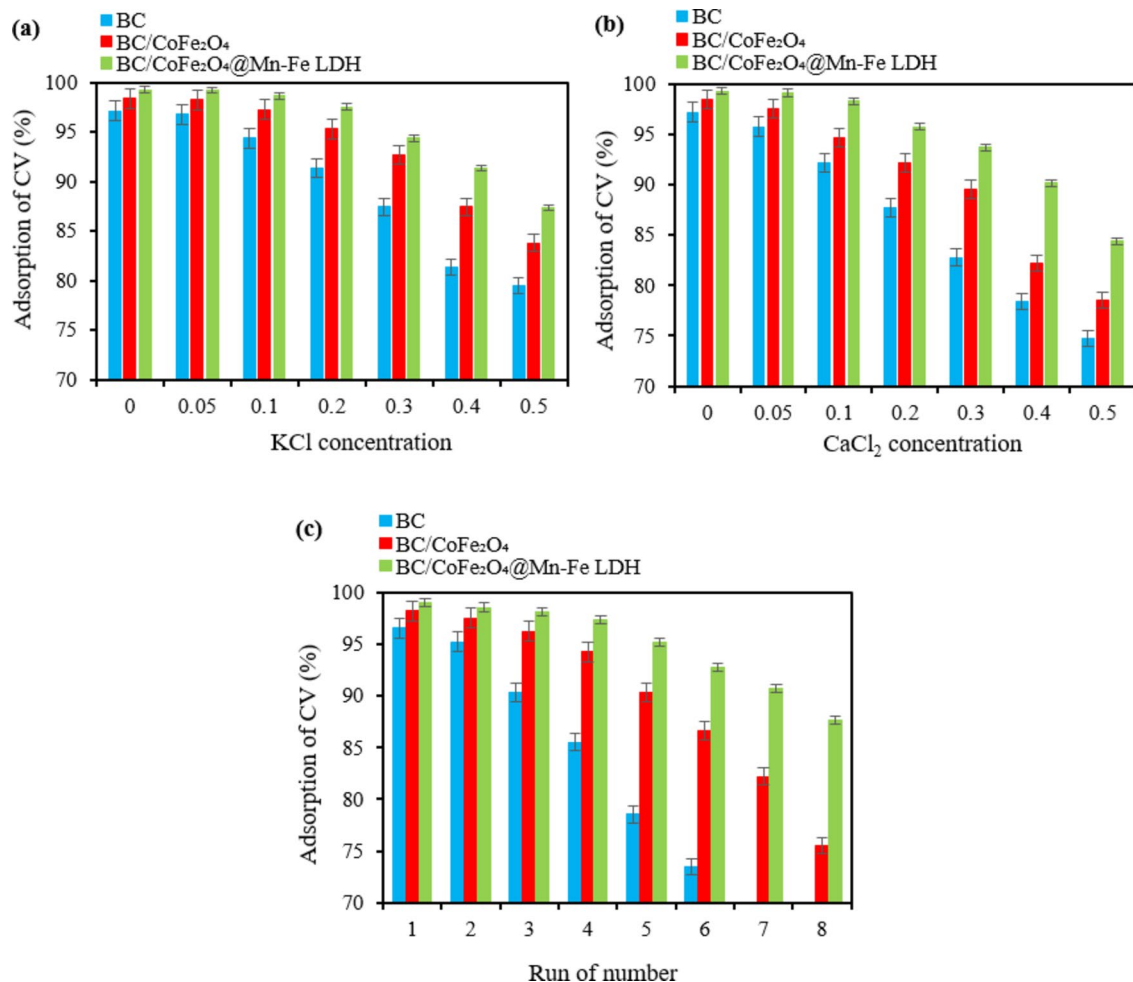 (a)
BC
BC/CoFe₂O₄
BC/CoFe₂O₄@Mn-Fe LDH
Adsorption of CV (%)
100
95
90
85
80
75
70
0 0.05 0.1 0.2 0.3 0.4 0.5
KCl concentration
(b)
BC
BC/CoFe₂O₄
BC/CoFe₂O₄@Mn-Fe LDH
Adsorption of CV (%)
100
95
90
85
80
75
70
0 0.05 0.1 0.2 0.3 0.4 0.5
CaCl₂ concentration
(c)
BC
BC/CoFe₂O₄
BC/CoFe₂O₄@Mn-Fe LDH
Adsorption of CV (%)
100
95
90
85
80
75
70
1 2 3 4 5 6 7 8
Run of number